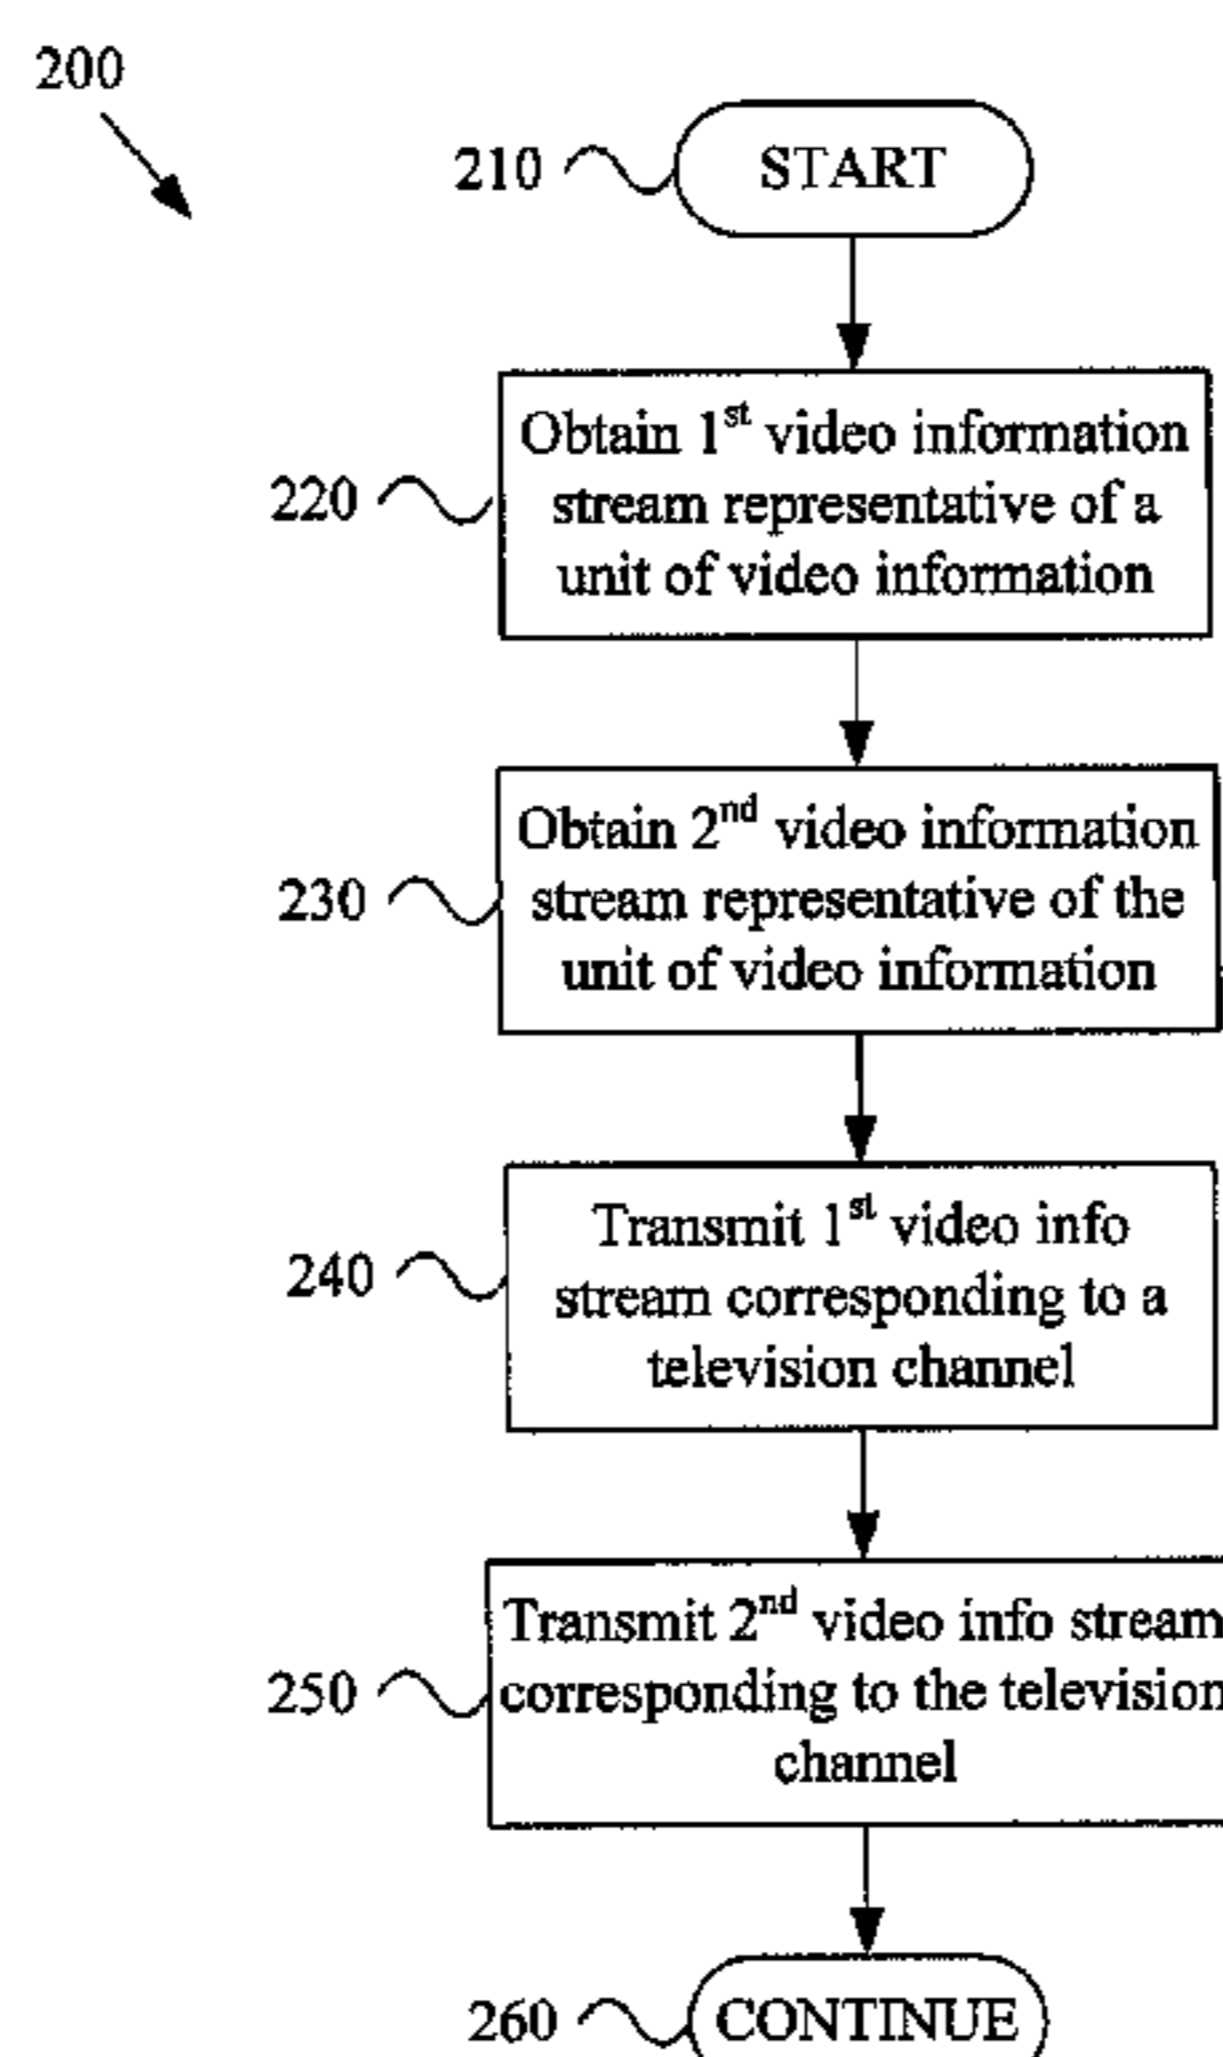 200
210 START
Obtain 1st video information
220 stream representative of a
unit of video information
Obtain 2nd video information
230 stream representative of the
unit of video information
Transmit 1st video info
240 stream corresponding to a
television channel
Transmit 2nd video info stream
250 corresponding to the television
channel
260 CONTINUE